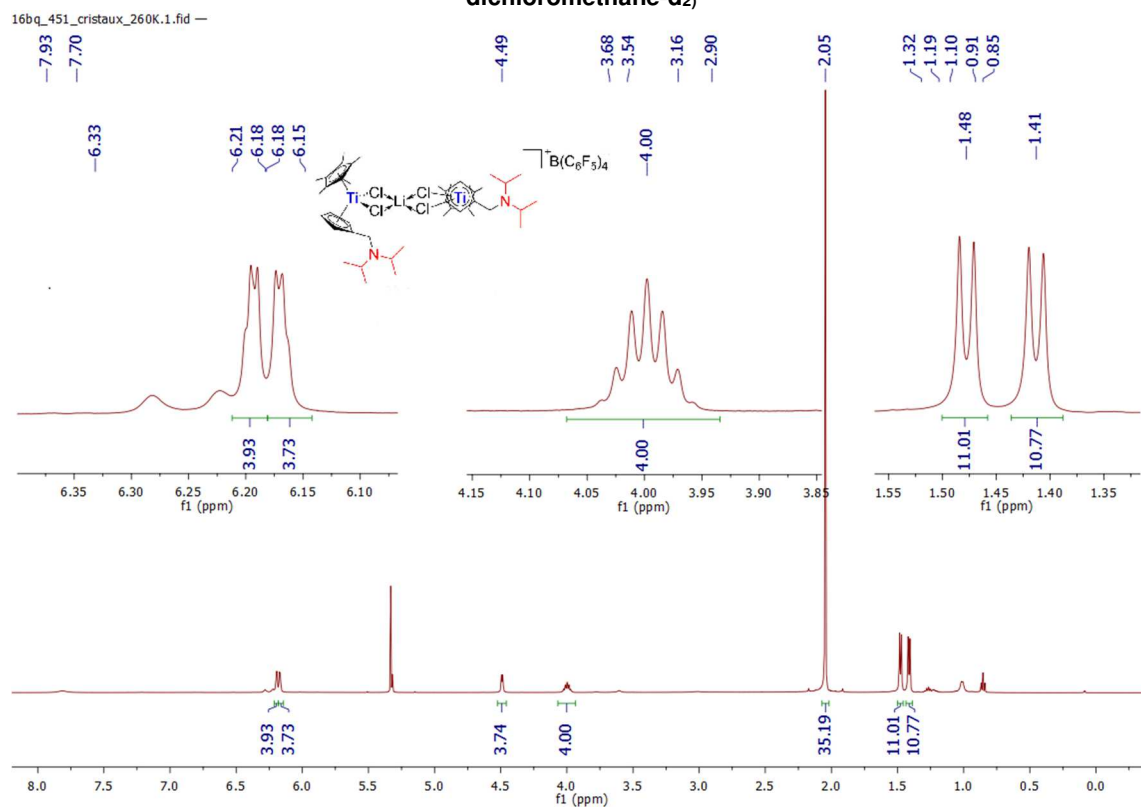 dichloromethane-d2)
16bq_451_cristaux_260K.1.fid —
7.93
7.70
6.33
6.21
6.18
6.18
6.15
4.49
3.68
3.54
3.16
2.90
4.00
2.05
1.32
1.19
1.10
0.91
0.85
1.48
1.41
Ti
Cl
Cl
Li
Cl
Cl
Ti
N
N
+
B(C6F5)4
3.93
3.73
4.00
11.01
10.77
6.35 6.30 6.25 6.20 6.15 6.10
f1 (ppm)
4.15 4.10 4.05 4.00 3.95 3.90 3.85
f1 (ppm)
1.55 1.50 1.45 1.40 1.35
f1 (ppm)
3.93
3.73
3.74
4.00
35.19
11.01
10.77
8.0 7.5 7.0 6.5 6.0 5.5 5.0 4.5 4.0 3.5 3.0 2.5 2.0 1.5 1.0 0.5 0.0
f1 (ppm)